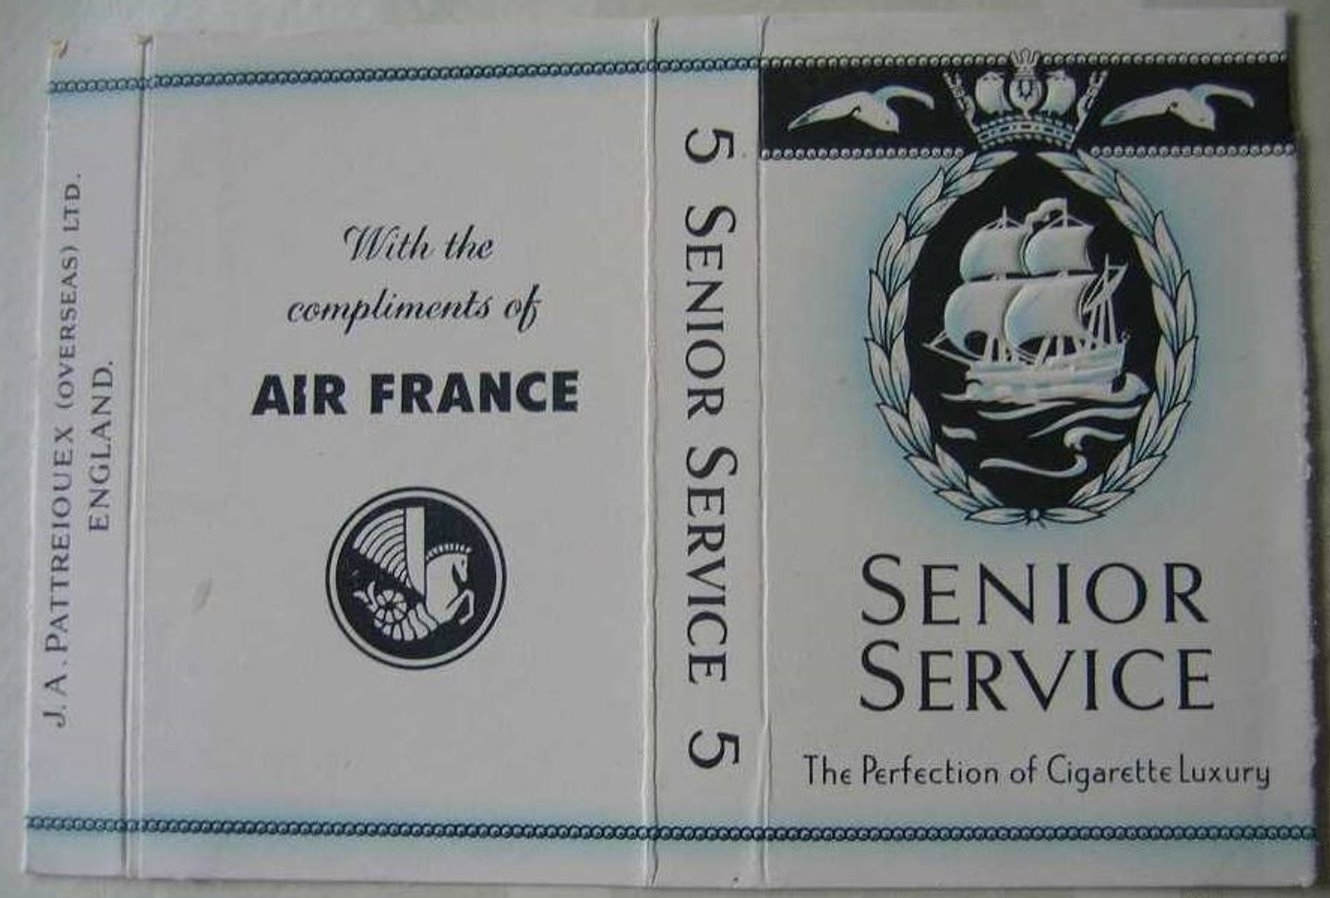 J. A. PATTREIOUEX (OVERSEAS) LTD.
ENGLAND.
With the
compliments of
AIR FRANCE
5 SENIOR SERVICE 5
SENIOR
SERVICE
The Perfection of Cigarette Luxury